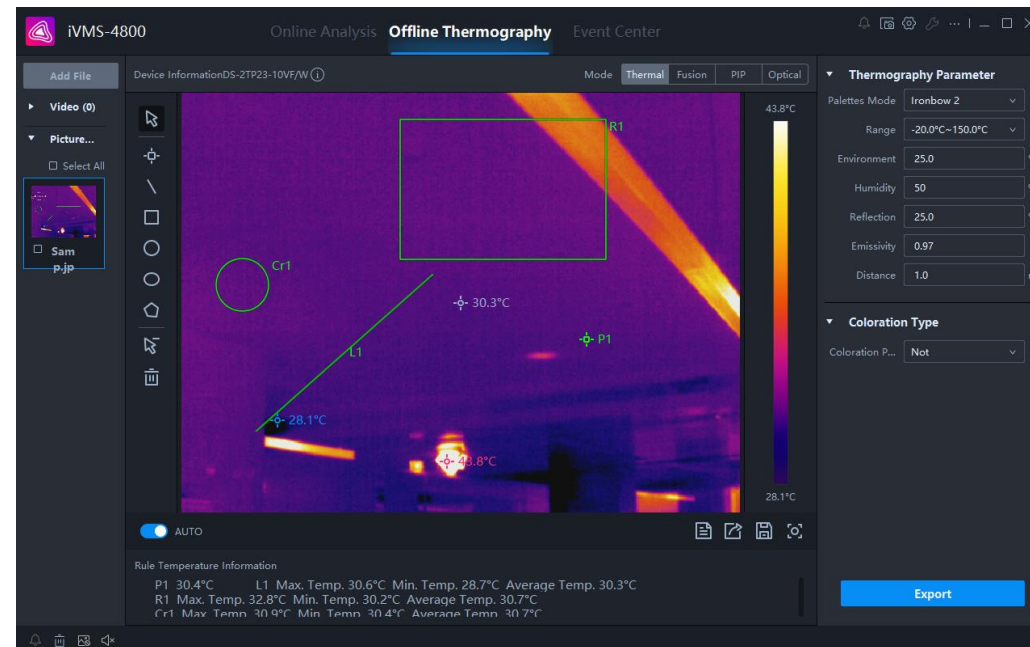 iVMS-4800
Online Analysis Offline Thermography Event Center
Add File
Video (0)
Picture...
Select All
Sam
p.jp
Device InformationDS-2TP23-10VF/W
Mode Thermal Fusion PIP Optical
R1
Cr1
30.3°C
P1
L1
28.1°C
43.8°C
43.8°C
28.1°C
AUTO
Rule Temperature Information
P1 30.4°C L1 Max. Temp. 30.6°C Min. Temp. 28.7°C Average Temp. 30.3°C
R1 Max. Temp. 32.8°C Min. Temp. 30.2°C Average Temp. 30.7°C
Cr1 Max. Temp. 30.9°C Min. Temp. 30.4°C Average Temp. 30.7°C
Thermography Parameter
Palettes Mode Ironbow 2
Range -20.0°C~150.0°C
Environment 25.0
Humidity 50
Reflection 25.0
Emissivity 0.97
Distance 1.0
Coloration Type
Coloration P... Not
Export